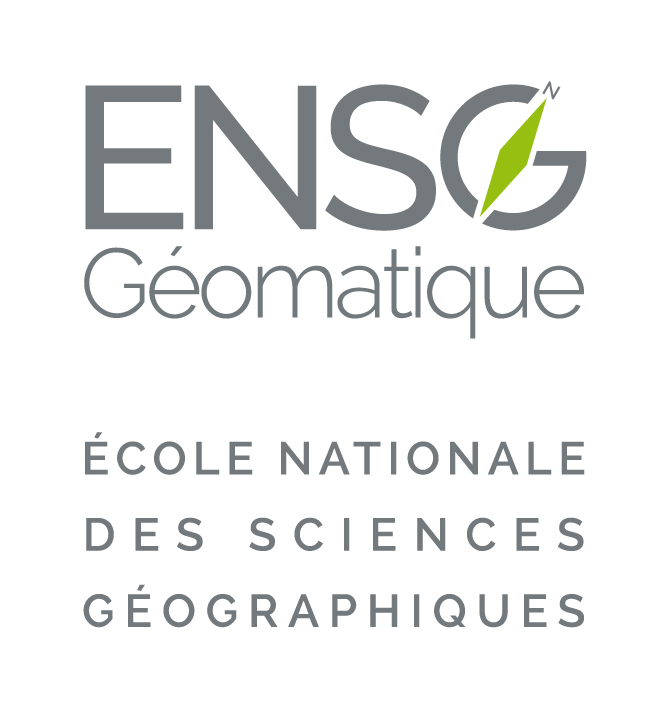 ENSG
N
Géomatique
ÉCOLE NATIONALE
DES SCIENCES
GÉOGRAPHIQUES